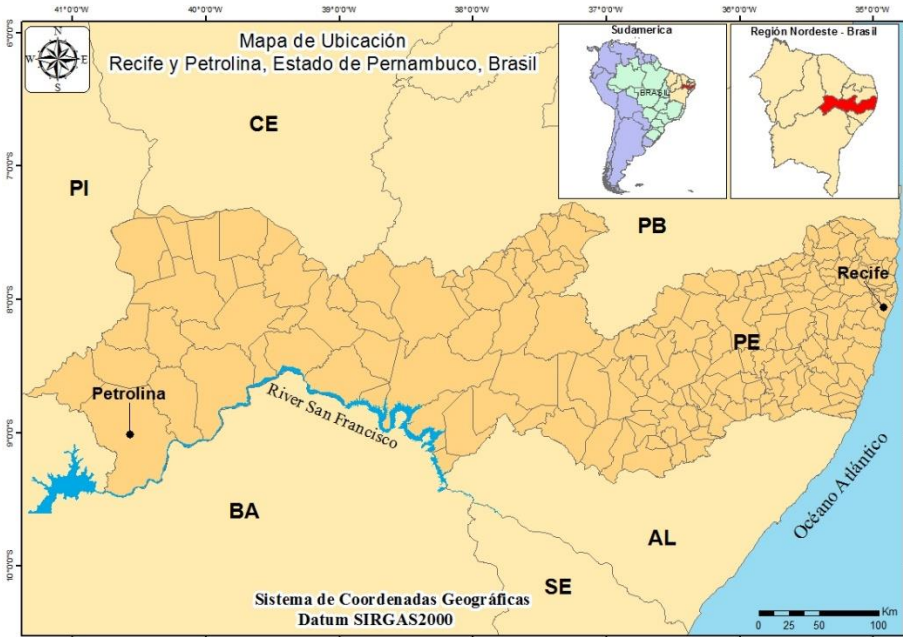 41°0'0"O
40°0'0"O
39°0'0"O
38°0'0"O
37°0'0"O
36°0'0"O
35°0'0"O
6°0'0"S
7°0'0"S
8°0'0"S
9°0'0"S
10°0'0"S
N
W E
S
Mapa de Ubicación
Recife y Petrolina, Estado de Pernambuco, Brasil
Sudamerica
BRASIL
Región Nordeste - Brasil
CE
PI
PB
Recife
PE
Petrolina
River San Francisco
Océano Atlántico
BA
AL
SE
Sistema de Coordenadas Geográficas
Datum SIRGAS2000
Km
0 25 50 100